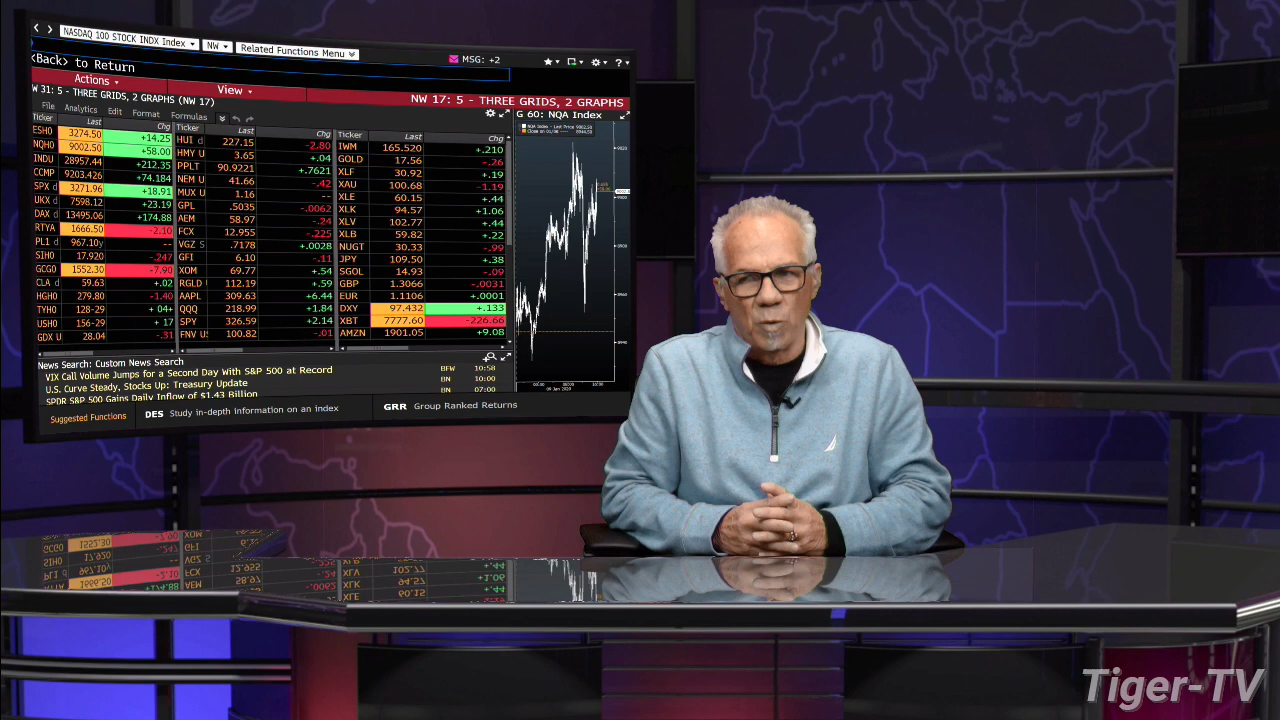 NASDAQ 100 STOCK INDX Index NW Related Functions Menu
MSG: +2
<Back> to Return
Actions View NW 17: 5 - THREE GRIDS, 2 GRAPHS
W 31: 5 - THREE GRIDS, 2 GRAPHS (NW 17)
G 60: NQA Index
File Analytics Edit Format Formulas
Ticker Last Chg Ticker Last Chg Ticker Last Chg
ESH0 3274.50 +14.25 HUI d 227.15 -2.80 IWM 165.520 +.210
NQH0 9002.50 +58.00 HMY U 3.65 +.04 GOLD 17.56 -.26
INDU 28957.44 +212.35 PPLT 90.9221 +.7621 XLF 30.92 +.19
CCMP 9203.426 +74.184 NEM U 41.66 -.42 XAU 100.68 -1.19
SPX d 3271.96 +18.91 MUX U 1.16 -- XLE 60.15 +.44
UKX d 7598.12 +23.19 GPL .5035 -.0062 XLK 94.57 +1.06
DAX d 13495.06 +174.88 AEM 58.97 -.24 XLV 102.77 +.44
RTYA 1666.50 -2.10 FCX 12.955 -.225 XLB 59.82 +.22
PL1 d 967.10y -- VGZ S .7178 +.0028 NUGT 30.33 -.99
SIH0 17.920 -.247 GFI 6.10 -.11 JPY 109.50 +.38
GCG0 1552.30 -7.90 XOM 69.77 +.54 SGOL 14.93 -.09
CLA d 59.63 +.02 RGLD 112.19 +.59 GBP 1.3066 -.0031
HGH0 279.80 -1.40 AAPL 309.63 +6.44 EUR 1.1106 +.0001
TYH0 128-29 + 04+ QQQ 218.99 +1.84 DXY 97.432 +.133
USH0 156-29 + 17 SPY 326.59 +2.14 XBT 7777.60 -226.66
GDX U 28.04 -.31 FNV U 100.82 -.01 AMZN 1901.05 +9.08
News Search: Custom News Search
VIX Call Volume Jumps for a Second Day With S&P 500 at Record BFW 10:58
U.S. Curve Steady, Stocks Up: Treasury Update BN 10:00
SPDR S&P 500 Gains Daily Inflow of $1.43 Billion BN 07:00
Suggested Functions DES Study in-depth information on an index GRR Group Ranked Returns
Tiger-TV